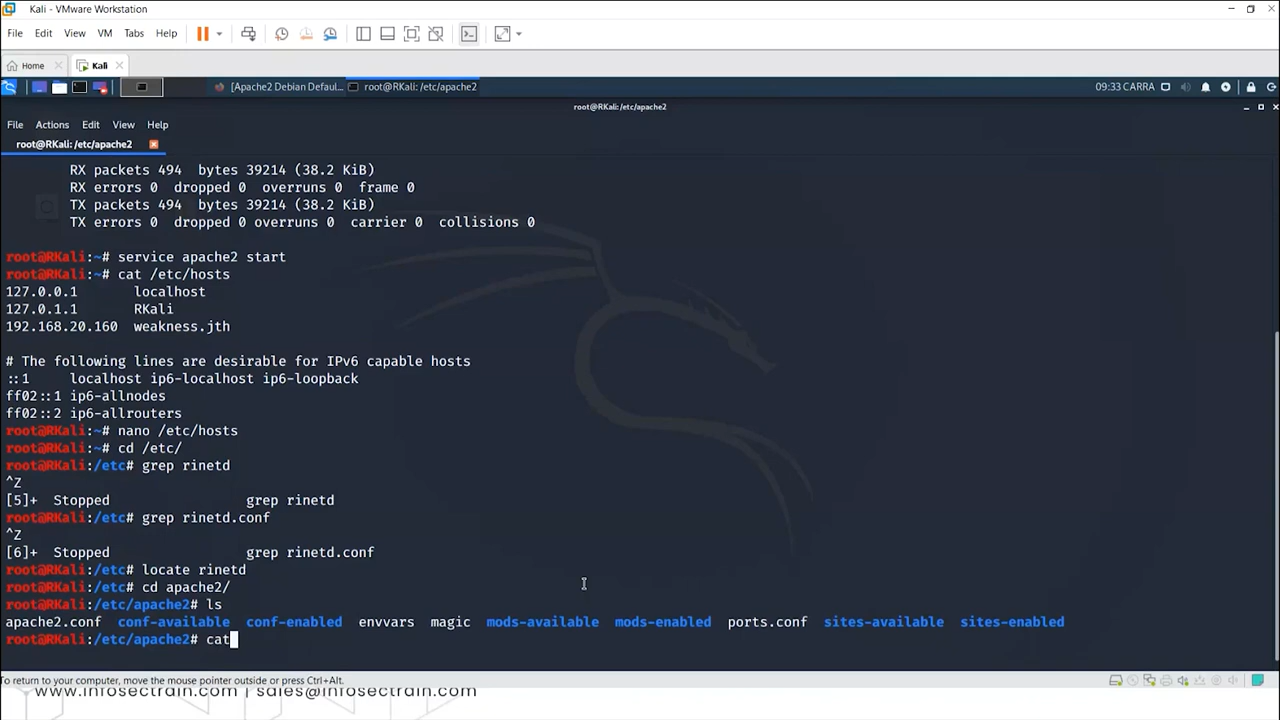 Kali - VMware Workstation
File Edit View VM Tabs Help
Home Kali
[Apache2 Debian Defaul... root@RKali: /etc/apache2 09:33 CARRA
root@RKali: /etc/apache2
File Actions Edit View Help
root@RKali: /etc/apache2
RX packets 494 bytes 39214 (38.2 KiB)
RX errors 0 dropped 0 overruns 0 frame 0
TX packets 494 bytes 39214 (38.2 KiB)
TX errors 0 dropped 0 overruns 0 carrier 0 collisions 0
root@RKali:~# service apache2 start
root@RKali:~# cat /etc/hosts
127.0.0.1 localhost
127.0.1.1 RKali
192.168.20.160 weakness.jth
# The following lines are desirable for IPv6 capable hosts
::1 localhost ip6-localhost ip6-loopback
ff02::1 ip6-allnodes
ff02::2 ip6-allrouters
root@RKali:~# nano /etc/hosts
root@RKali:~# cd /etc/
root@RKali:/etc# grep rinetd
^Z
[5]+ Stopped grep rinetd
root@RKali:/etc# grep rinetd.conf
^Z
[6]+ Stopped grep rinetd.conf
root@RKali:/etc# locate rinetd
root@RKali:/etc# cd apache2/
root@RKali:/etc/apache2# ls
apache2.conf conf-available conf-enabled envvars magic mods-available mods-enabled ports.conf sites-available sites-enabled
root@RKali:/etc/apache2# cat
To return to your computer, move the mouse pointer outside or press Ctrl+Alt.
www.infosectrain.com | sales@infosectrain.com